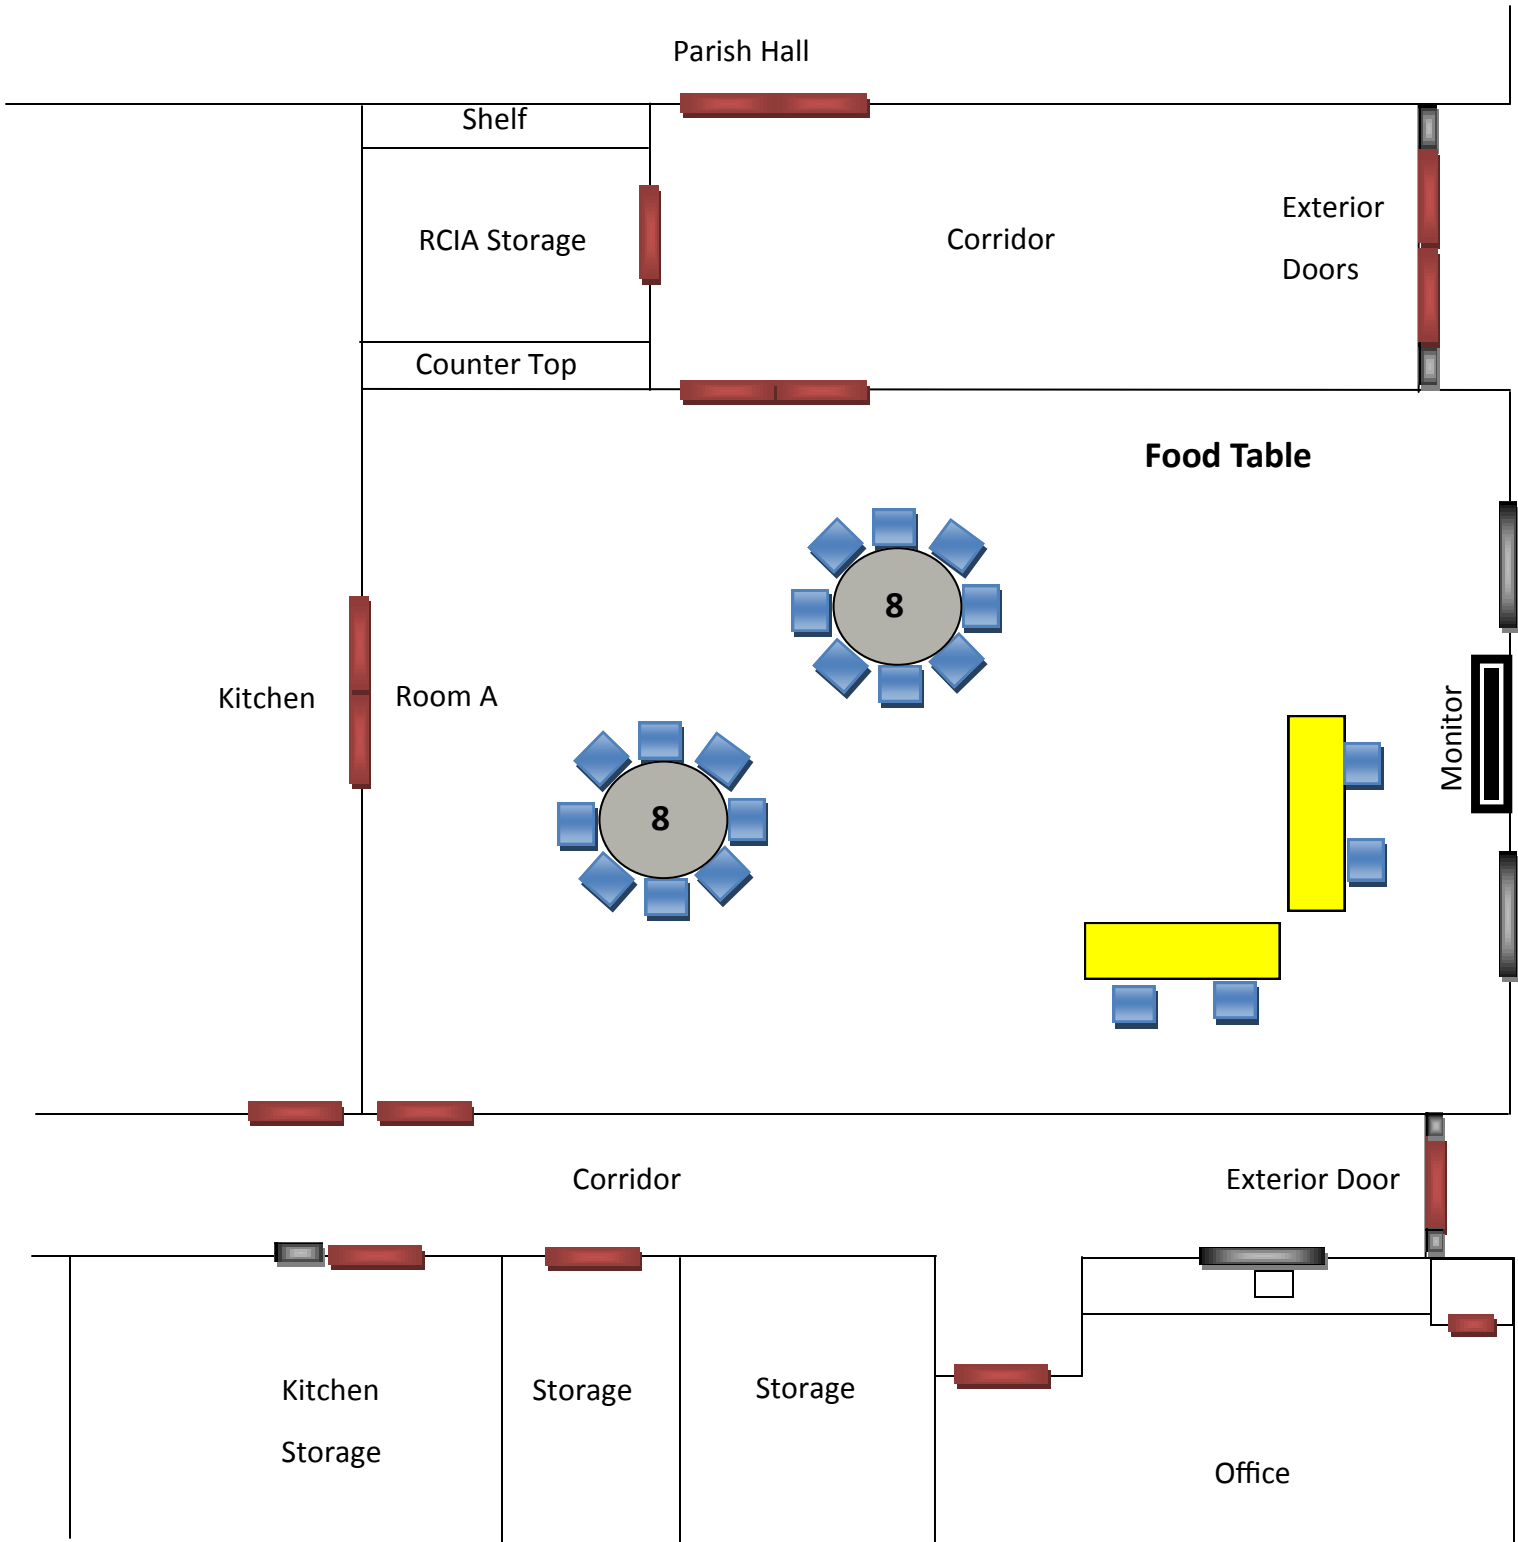 Parish Hall
Shelf
RCIA Storage
Corridor
Exterior
Doors
Counter Top
Food Table
8
Kitchen
Room A
Monitor
8
Corridor
Exterior Door
Kitchen
Storage
Storage
Storage
Office